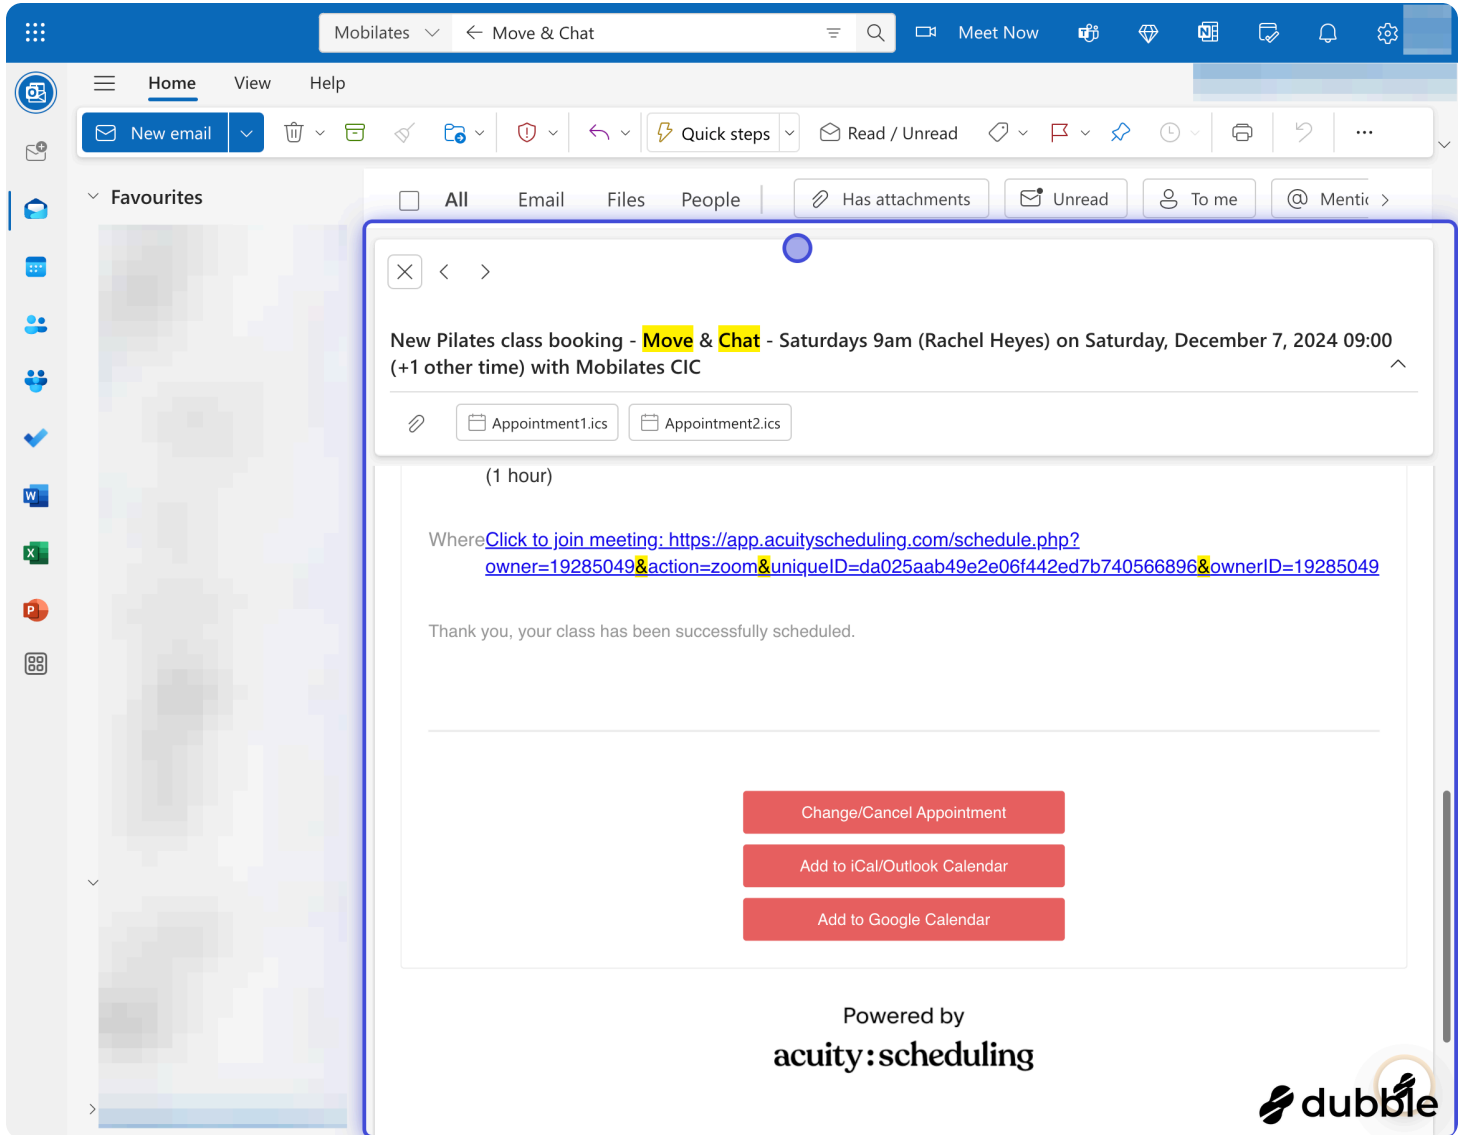 Mobilates
Move & Chat
Meet Now
Home
View
Help
New email
Quick steps
Read / Unread
Favourites
All
Email
Files
People
Has attachments
Unread
To me
@ Mentic
New Pilates class booking - Move & Chat - Saturdays 9am (Rachel Heyes) on Saturday, December 7, 2024 09:00
(+1 other time) with Mobilates CIC
Appointment1.ics
Appointment2.ics
(1 hour)
Where Click to join meeting: https://app.acuityscheduling.com/schedule.php?
owner=19285049&action=zoom&uniqueID=da025aab49e2e06f442ed7b740566896&ownerID=19285049
Thank you, your class has been successfully scheduled.
Change/Cancel Appointment
Add to iCal/Outlook Calendar
Add to Google Calendar
Powered by
acuity:scheduling
dubble